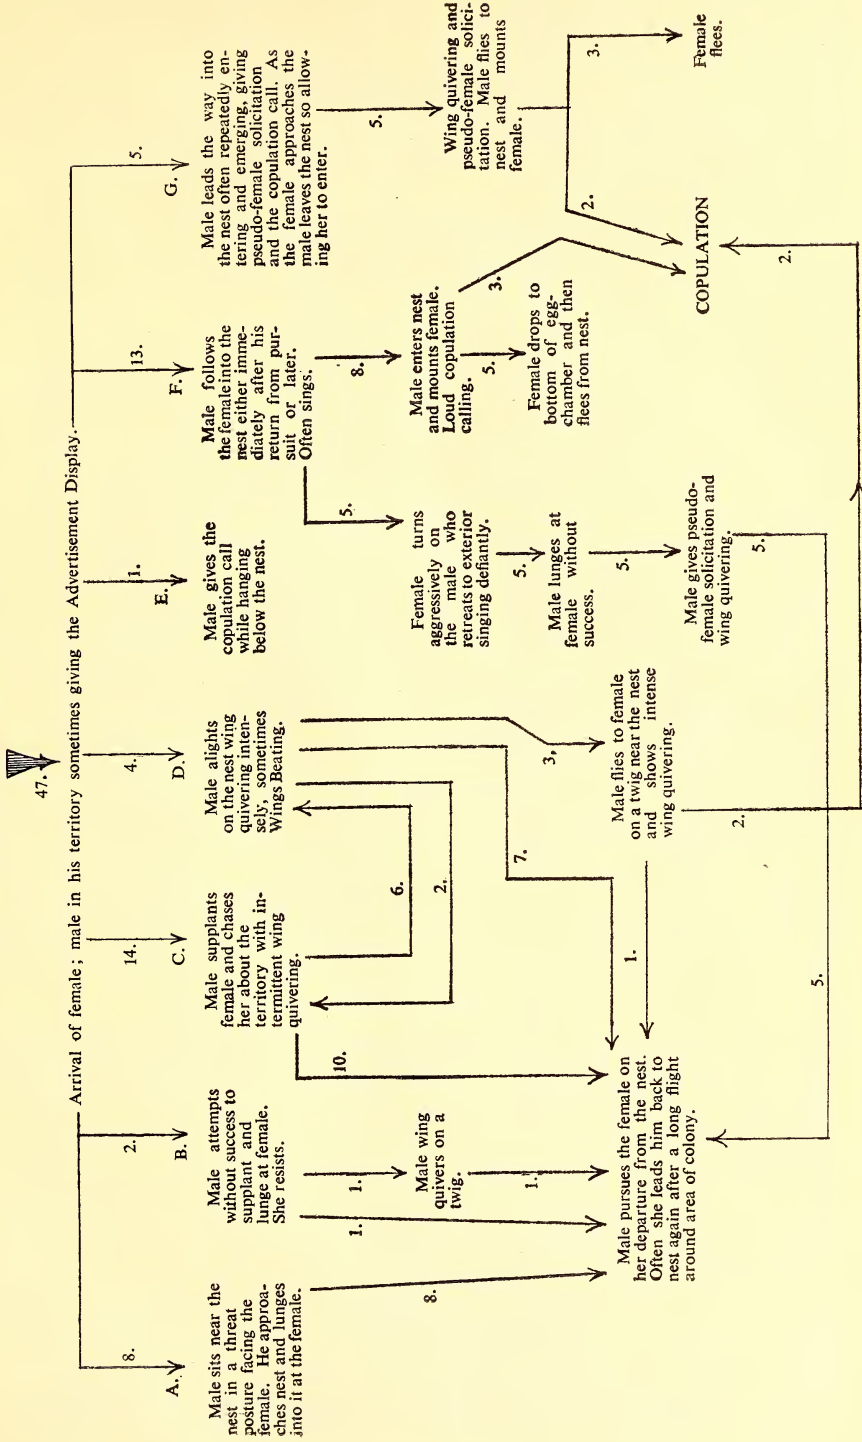 47.
Arrival of female; male in his territory sometimes giving the Advertisement Display.
8.
A.
2.
B.
14.
C.
4.
D.
1.
E.
13.
F.
5.
G.
Male sits near the
nest in a threat
posture facing the
female. He approa-
ches nest and lunges
into it at the female.
Male attempts
without success to
supplant and
lunge at female.
She resists.
Male supplants
female and chases
her about the
territory with in-
termittent wing
quivering.
Male alights
on the nest wing
quivering inten-
sely, sometimes
Wings Beating.
Male gives the
copulation call
while hanging
below the nest.
Male follows
the female into the
nest either imme-
diately after his
return from pur-
suit or later.
Often sings.
Male leads the way into
the nest often repeatedly en-
tering and emerging, giving
pseudo-female solicitation
and the copulation call. As
the female approaches the
male leaves the nest so allow-
ing her to enter.
8.
1.
1.
Male wing
quivers on a
twig.
1.
10.
6.
2.
7.
3.
5.
8.
5.
Female turns
aggressively on
the male who
retreats to exterior
singing defiantly.
5.
Male lunges at
female without
success.
5.
Male gives pseudo-
female solicitation and
wing quivering.
5.
Male enters nest
and mounts female.
Loud copulation
calling.
3.
5.
Female drops to
bottom of egg-
chamber and then
flees from nest.
Wing quivering and
pseudo-female solici-
tation. Male flies to
nest and mounts
female.
2.
3.
Female
flees.
COPULATION
2.
Male flies to female
on a twig near the nest
and shows intense
wing quivering.
1.
2.
5.
Male pursues the female on
her departure from the nest.
Often she leads him back to
nest again after a long flight
around area of colony.